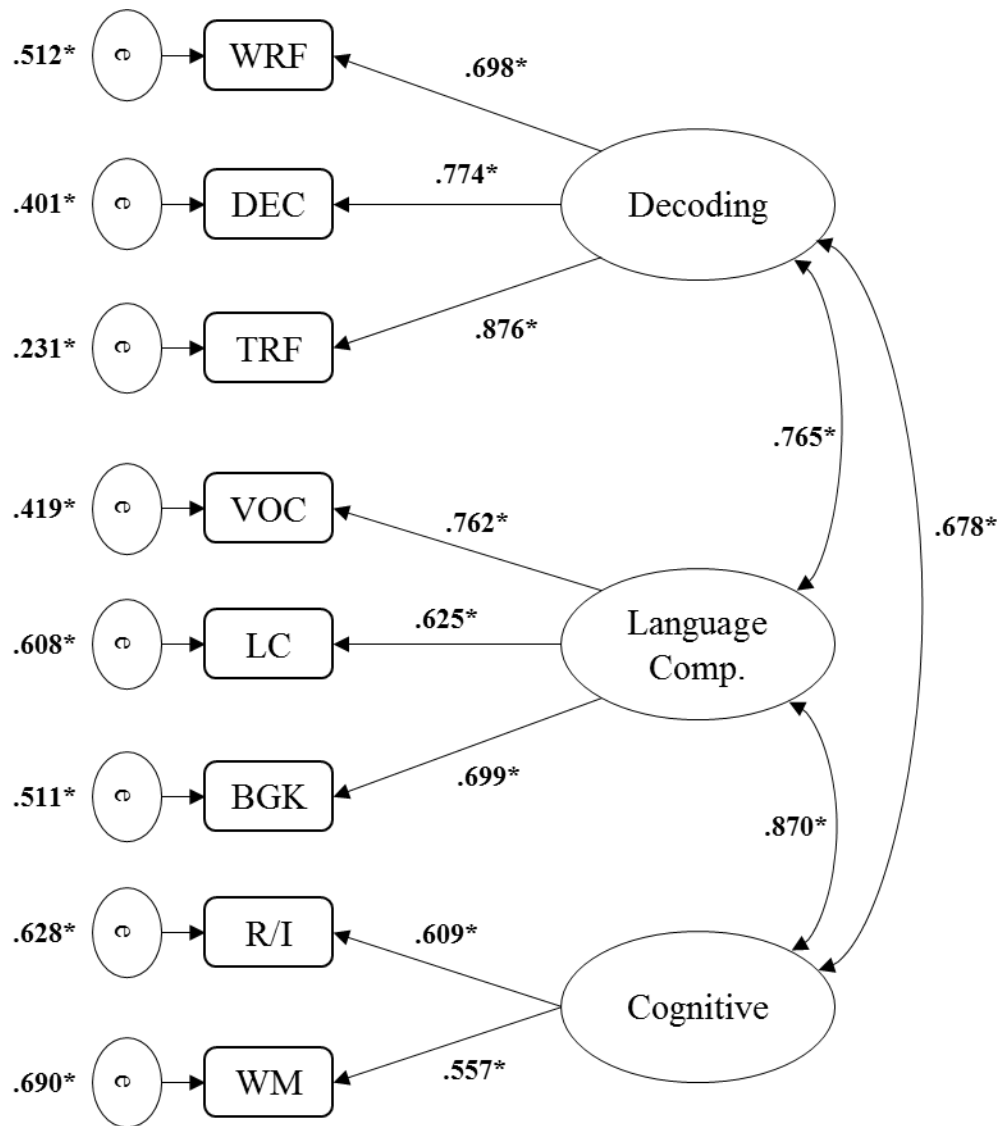 .512* e WRF .698*
.401* e DEC .774* Decoding
.231* e TRF .876*
.765*
.419* e VOC .762*
.678*
.608* e LC .625* Language
Comp.
.511* e BGK .699*
.870*
.628* e R/I .609*
Cognitive
.690* e WM .557*